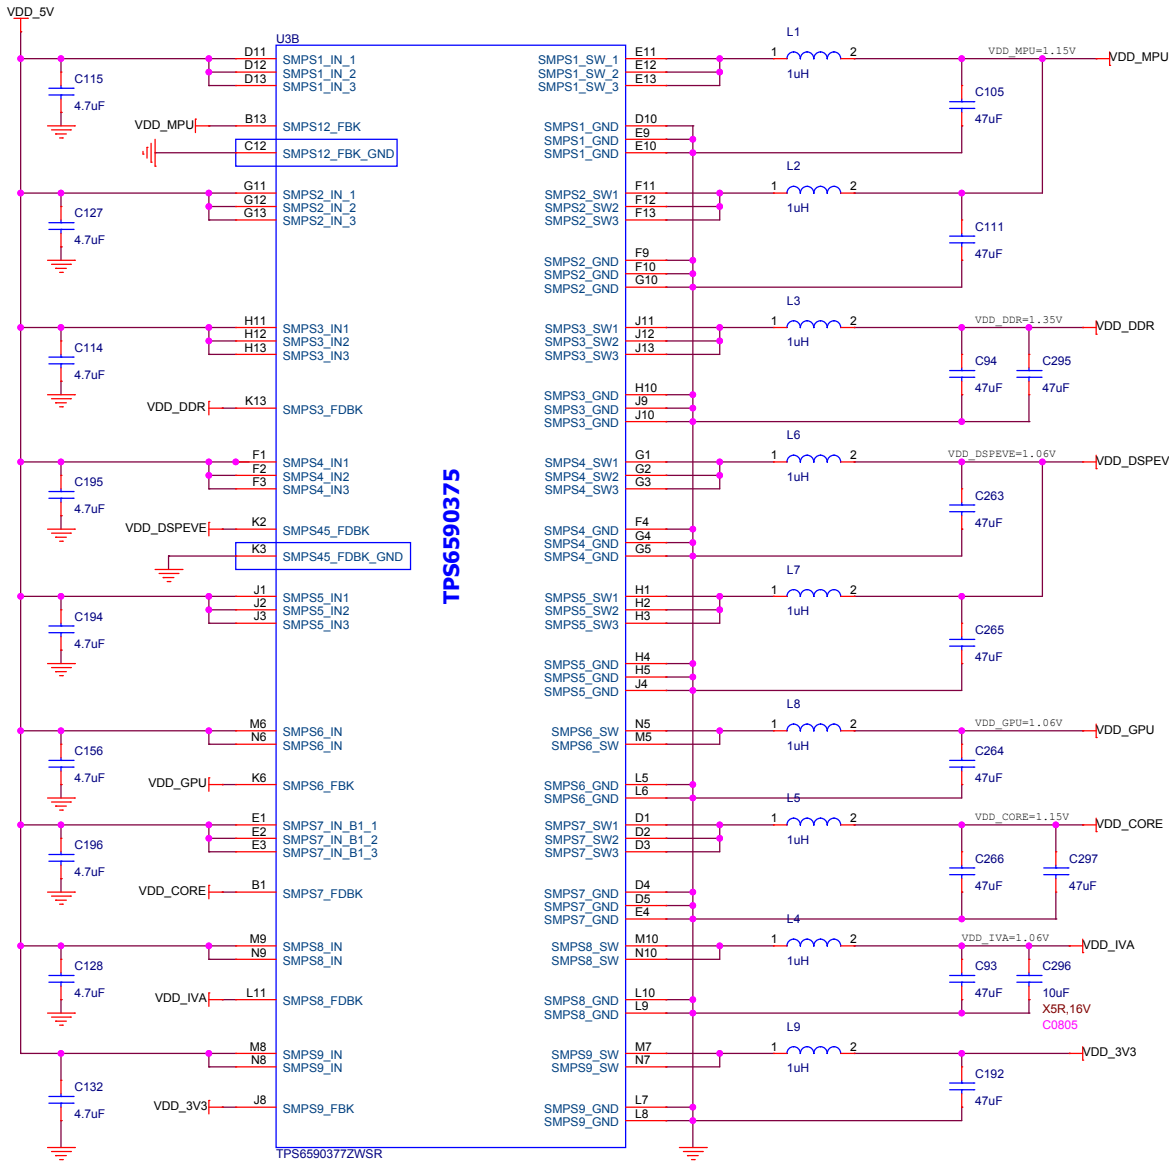 VDD_5V
U3B
D11 SMPS1_IN_1
D12 SMPS1_IN_2
D13 SMPS1_IN_3
C115
4.7uF
VDD_MPU B13 SMPS12_FBK
C12 SMPS12_FBK_GND
G11 SMPS2_IN_1
G12 SMPS2_IN_2
G13 SMPS2_IN_3
C127
4.7uF
H11 SMPS3_IN1
H12 SMPS3_IN2
H13 SMPS3_IN3
C114
4.7uF
VDD_DDR K13 SMPS3_FDBK
F1 SMPS4_IN1
F2 SMPS4_IN2
F3 SMPS4_IN3
C195
4.7uF
VDD_DSPEVE K2 SMPS45_FDBK
K3 SMPS45_FDBK_GND
J1 SMPS5_IN1
J2 SMPS5_IN2
J3 SMPS5_IN3
C194
4.7uF
M6 SMPS6_IN
N6 SMPS6_IN
C156
4.7uF
VDD_GPU K6 SMPS6_FBK
E1 SMPS7_IN_B1_1
E2 SMPS7_IN_B1_2
E3 SMPS7_IN_B1_3
C196
4.7uF
VDD_CORE B1 SMPS7_FDBK
M9 SMPS8_IN
N9 SMPS8_IN
C128
4.7uF
VDD_IVA L11 SMPS8_FDBK
M8 SMPS9_IN
N8 SMPS9_IN
C132
4.7uF
VDD_3V3 J8 SMPS9_FBK
TPS6590375
TPS6590377ZWSR
SMPS1_SW_1 E11
SMPS1_SW_2 E12
SMPS1_SW_3 E13
L1
1 2
1uH
VDD_MPU=1.15V
VDD_MPU
C105
47uF
SMPS1_GND D10
SMPS1_GND E9
SMPS1_GND E10
L2
1 2
1uH
SMPS2_SW1 F11
SMPS2_SW2 F12
SMPS2_SW3 F13
C111
47uF
SMPS2_GND F9
SMPS2_GND F10
SMPS2_GND G10
L3
1 2
1uH
SMPS3_SW1 J11
SMPS3_SW2 J12
SMPS3_SW3 J13
VDD_DDR=1.35V
VDD_DDR
C94
47uF
C295
47uF
SMPS3_GND H10
SMPS3_GND J9
SMPS3_GND J10
L6
1 2
1uH
SMPS4_SW1 G1
SMPS4_SW2 G2
SMPS4_SW3 G3
VDD_DSPEVE=1.06V
VDD_DSPEV
C263
47uF
SMPS4_GND F4
SMPS4_GND G4
SMPS4_GND G5
L7
1 2
1uH
SMPS5_SW1 H1
SMPS5_SW2 H2
SMPS5_SW3 H3
C265
47uF
SMPS5_GND H4
SMPS5_GND H5
SMPS5_GND J4
L8
1 2
1uH
SMPS6_SW N5
SMPS6_SW M5
VDD_GPU=1.06V
VDD_GPU
C264
47uF
SMPS6_GND L5
SMPS6_GND L6
L5
1 2
1uH
SMPS7_SW1 D1
SMPS7_SW2 D2
SMPS7_SW3 D3
VDD_CORE=1.15V
VDD_CORE
C266
47uF
C297
47uF
SMPS7_GND D4
SMPS7_GND D5
SMPS7_GND E4
L4
1 2
1uH
SMPS8_SW M10
SMPS8_SW N10
VDD_IVA=1.06V
VDD_IVA
C93
47uF
C296
10uF
X5R,16V
C0805
SMPS8_GND L10
SMPS8_GND L9
L9
1 2
1uH
SMPS9_SW M7
SMPS9_SW N7
VDD_3V3
C192
47uF
SMPS9_GND L7
SMPS9_GND L8